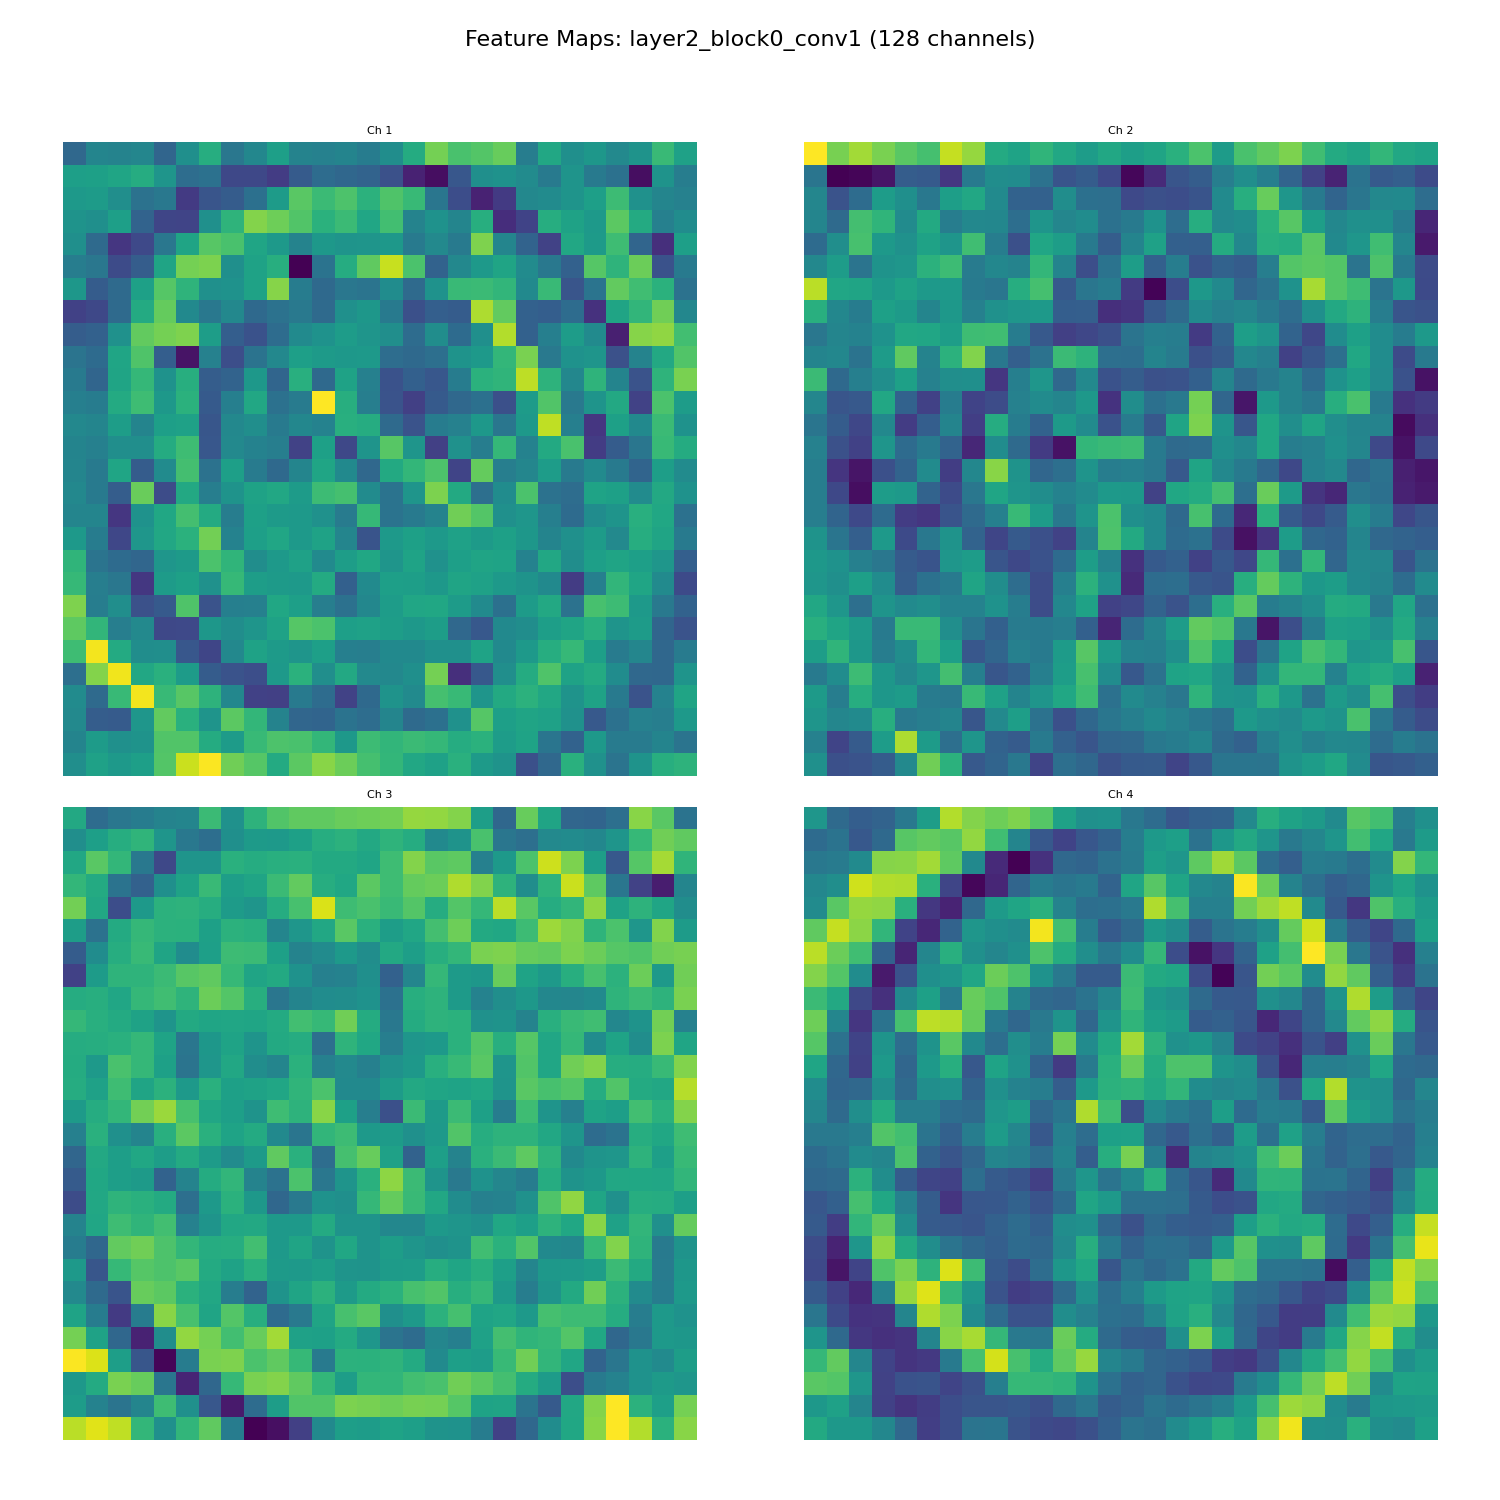 Feature Maps: layer2_block0_conv1 (128 channels)
Ch 1
Ch 2
Ch 3
Ch 4